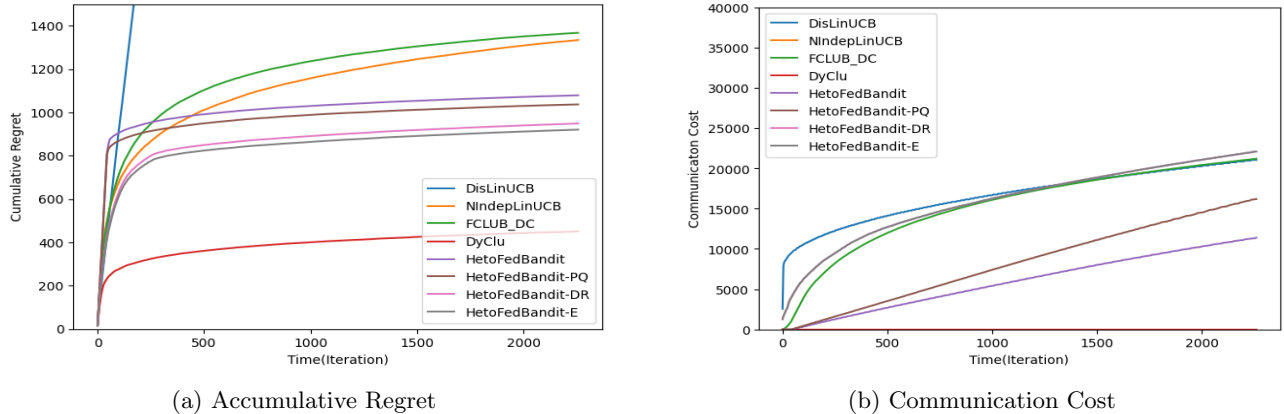 1400
1200
1000
800
600
400
200
0
Cumulative Regret
DisLinUCB
NIndepLinUCB
FCLUB_DC
DyClu
HetoFedBandit
HetoFedBandit-PQ
HetoFedBandit-DR
HetoFedBandit-E
0 500 1000 1500 2000
Time(Iteration)
(a) Accumulative Regret
40000
35000
30000
25000
20000
15000
10000
5000
0
Communicaton Cost
DisLinUCB
NIndepLinUCB
FCLUB_DC
DyClu
HetoFedBandit
HetoFedBandit-PQ
HetoFedBandit-DR
HetoFedBandit-E
0 500 1000 1500 2000
Time(Iteration)
(b) Communication Cost